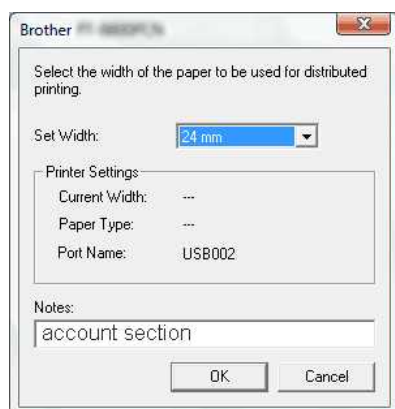 Brother
Select the width of the paper to be used for distributed
printing.
Set Width: 24 mm
Printer Settings
Current Width: ---
Paper Type: ---
Port Name: USB002
Notes:
account section
OK Cancel